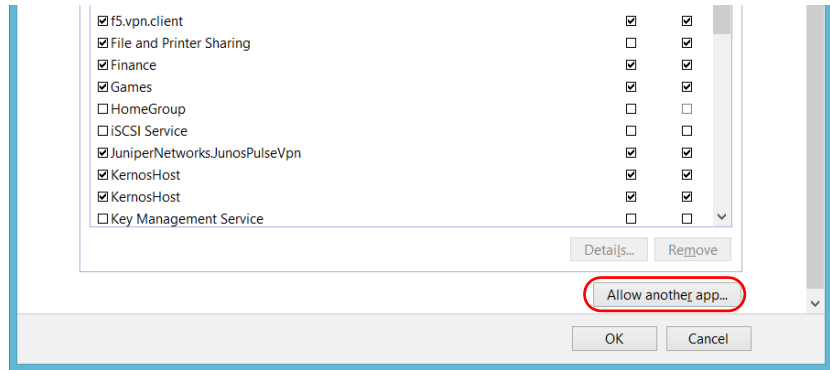 f5.vpn.client
File and Printer Sharing
Finance
Games
HomeGroup
iSCSI Service
JuniperNetworks.JunosPulseVpn
KernosHost
KernosHost
Key Management Service
Details... Remove
Allow another app...
OK Cancel